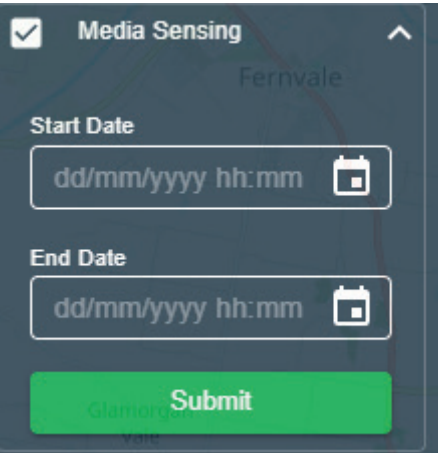 Media Sensing
Fernvale
Start Date
dd/mm/yyyy hh:mm
End Date
dd/mm/yyyy hh:mm
Submit
Glamorgan
Vale